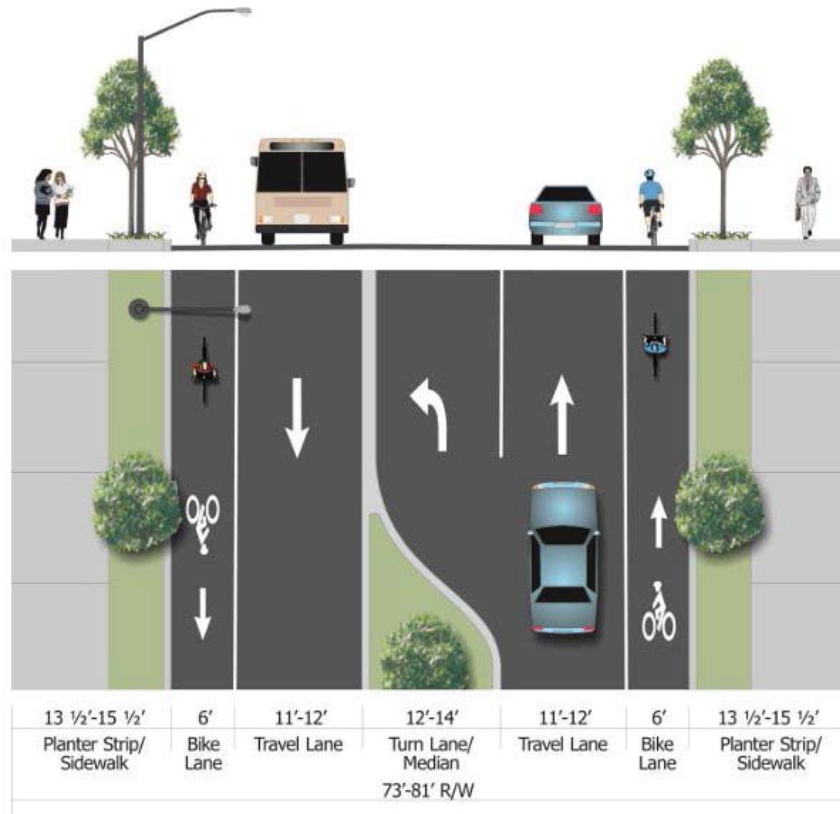 13 ½’-15 ½’ 6’ 11’-12’ 12’-14’ 11’-12’ 6’ 13 ½’-15 ½’
Planter Strip/ Bike Travel Lane Turn Lane/ Travel Lane Bike Planter Strip/
Sidewalk Lane Median Lane Sidewalk
73’-81’ R/W